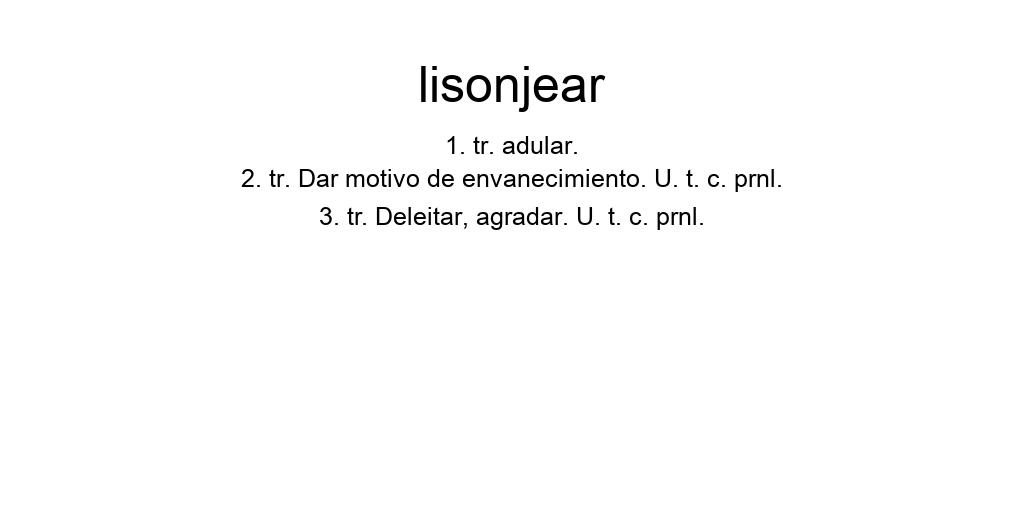 lisonjear
1. tr. adular.
2. tr. Dar motivo de envanecimiento. U. t. c. prnl.
3. tr. Deleitar, agradar. U. t. c. prnl.